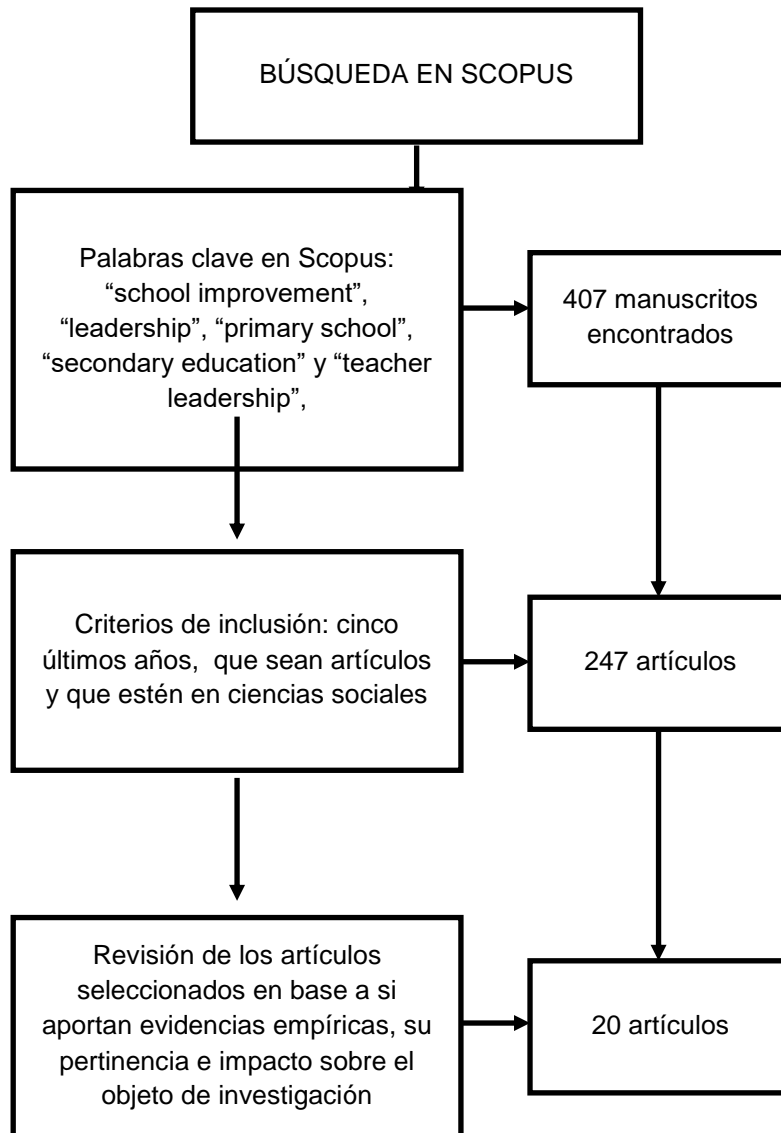 BÚSQUEDA EN SCOPUS
Palabras clave en Scopus:
“school improvement”,
“leadership”, “primary school”,
“secondary education” y “teacher
leadership”,
407 manuscritos
encontrados
Criterios de inclusión: cinco
últimos años, que sean artículos
y que estén en ciencias sociales
247 artículos
Revisión de los artículos
seleccionados en base a si
aportan evidencias empíricas, su
pertinencia e impacto sobre el
objeto de investigación
20 artículos